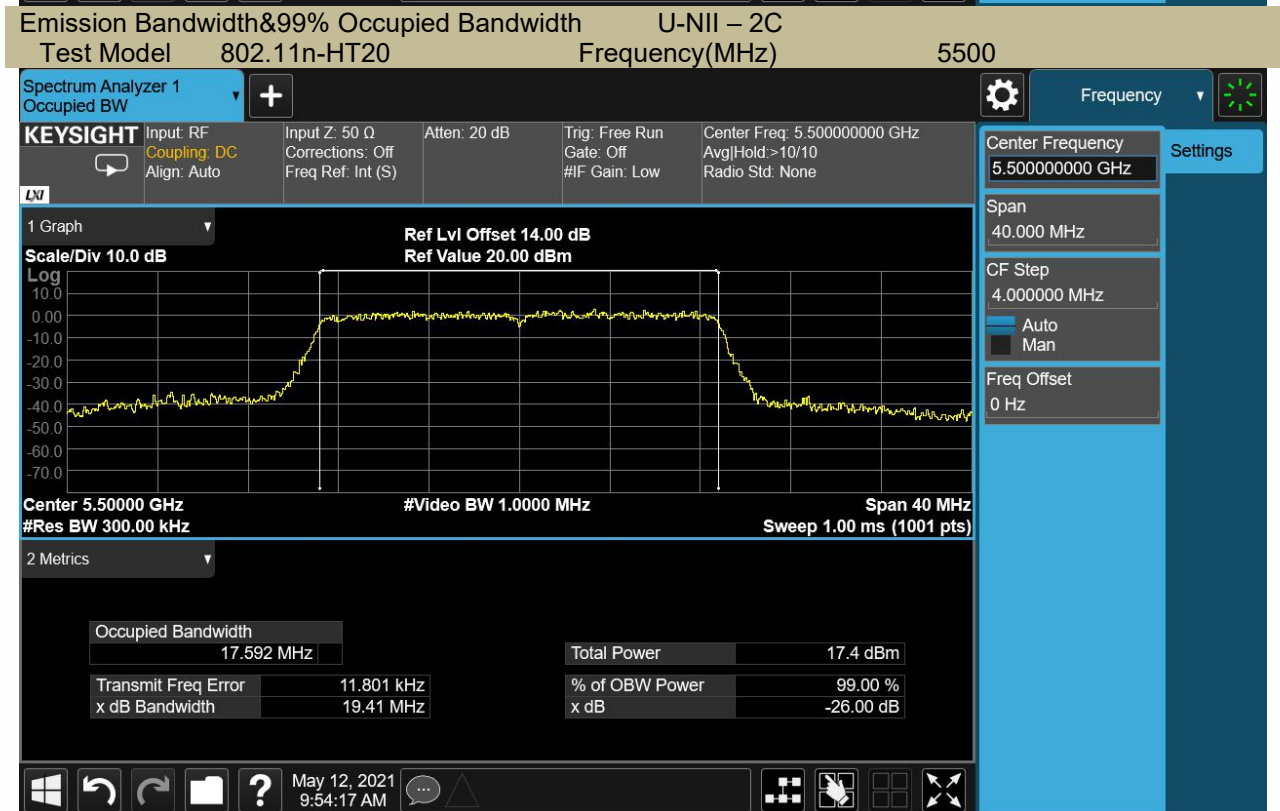 Emission Bandwidth&99% Occupied Bandwidth U-NII – 2C
Test Model 802.11n-HT20 Frequency(MHz) 5500
Spectrum Analyzer 1
Occupied BW
+
Frequency
KEYSIGHT
LXI
Input: RF
Coupling: DC
Align: Auto
Input Z: 50 Ω
Corrections: Off
Freq Ref: Int (S)
Atten: 20 dB
Trig: Free Run
Gate: Off
#IF Gain: Low
Center Freq: 5.500000000 GHz
Avg|Hold:>10/10
Radio Std: None
Center Frequency
5.500000000 GHz
Settings
Span
40.000 MHz
CF Step
4.000000 MHz
Auto
Man
Freq Offset
0 Hz
1 Graph
Scale/Div 10.0 dB
Ref Lvl Offset 14.00 dB
Ref Value 20.00 dBm
Log
10.0
0.00
-10.0
-20.0
-30.0
-40.0
-50.0
-60.0
-70.0
Center 5.50000 GHz
#Video BW 1.0000 MHz
Span 40 MHz
#Res BW 300.00 kHz
Sweep 1.00 ms (1001 pts)
2 Metrics
Occupied Bandwidth
17.592 MHz
Total Power 17.4 dBm
Transmit Freq Error 11.801 kHz
% of OBW Power 99.00 %
x dB Bandwidth 19.41 MHz
x dB -26.00 dB
?
May 12, 2021
9:54:17 AM